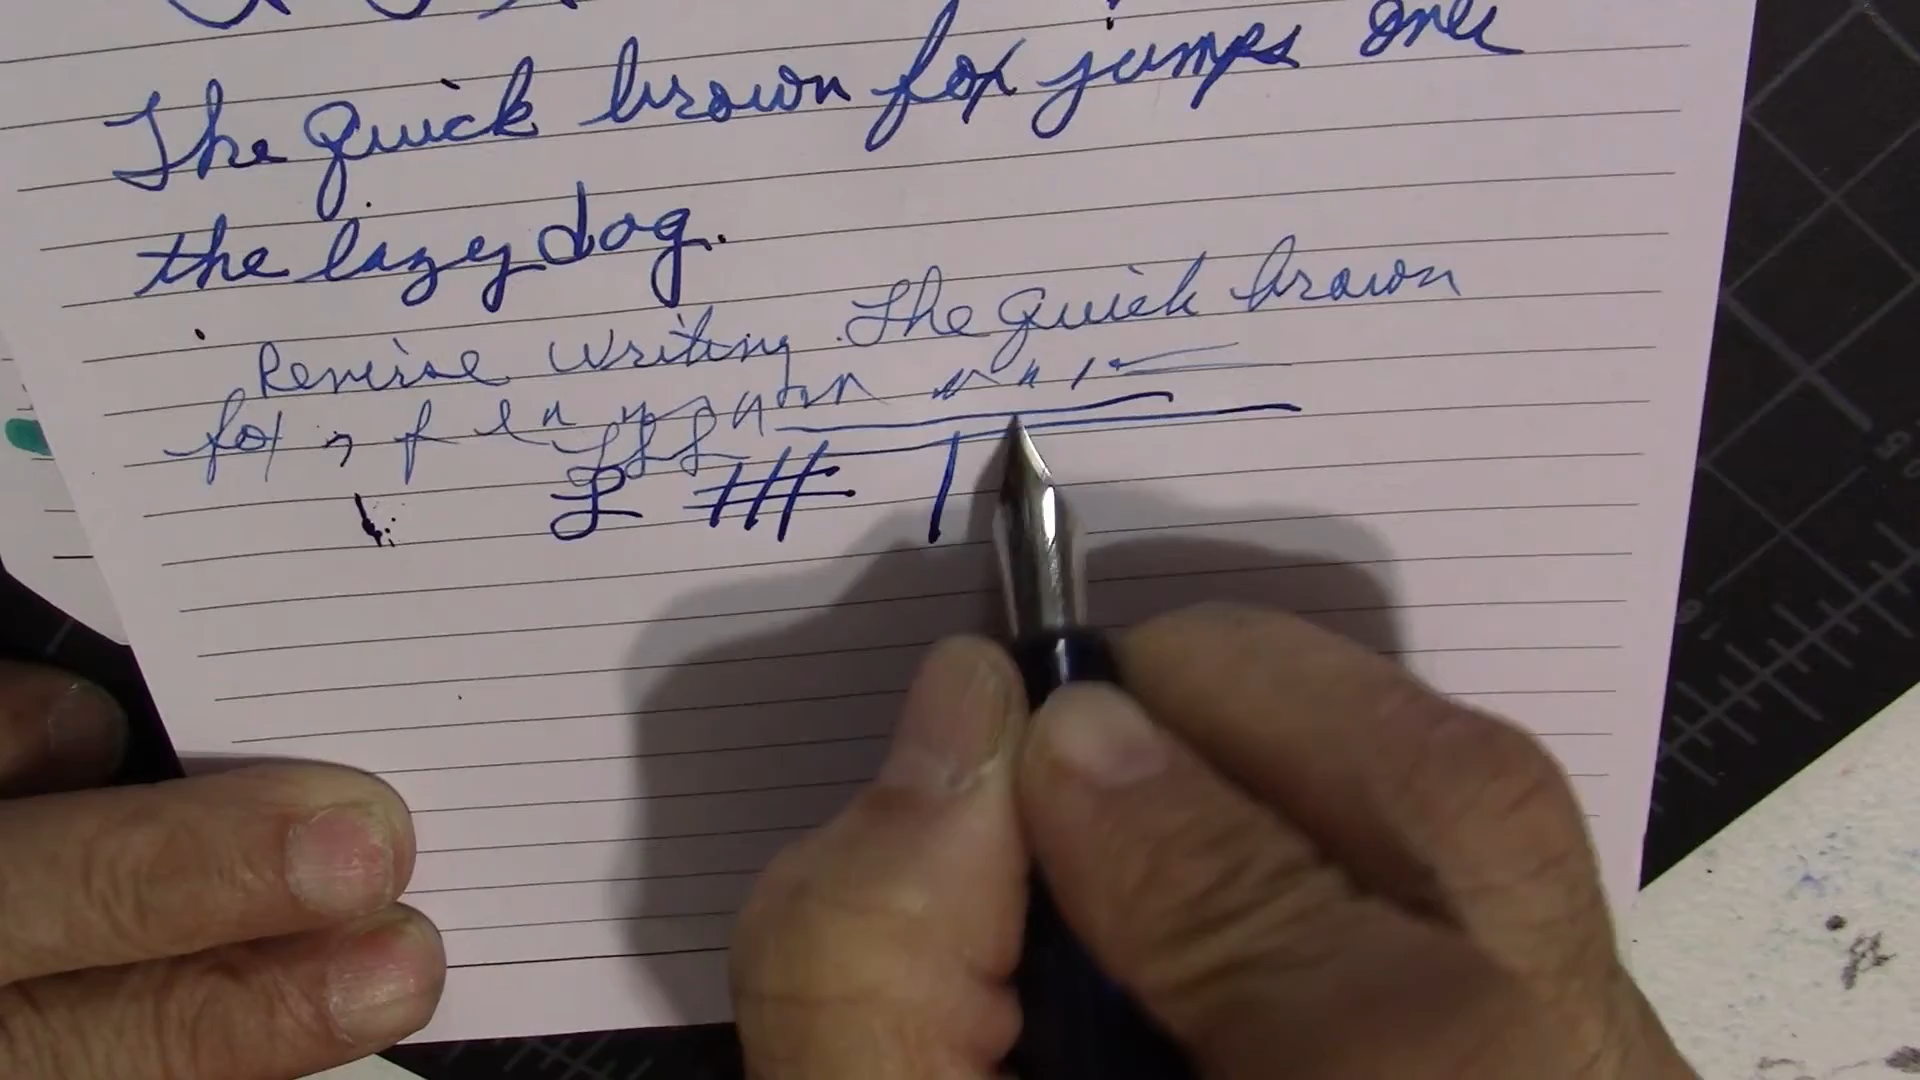 The quick brown fox jumps over
the lazy dog.
Reverse Writing. The quick brown
fox